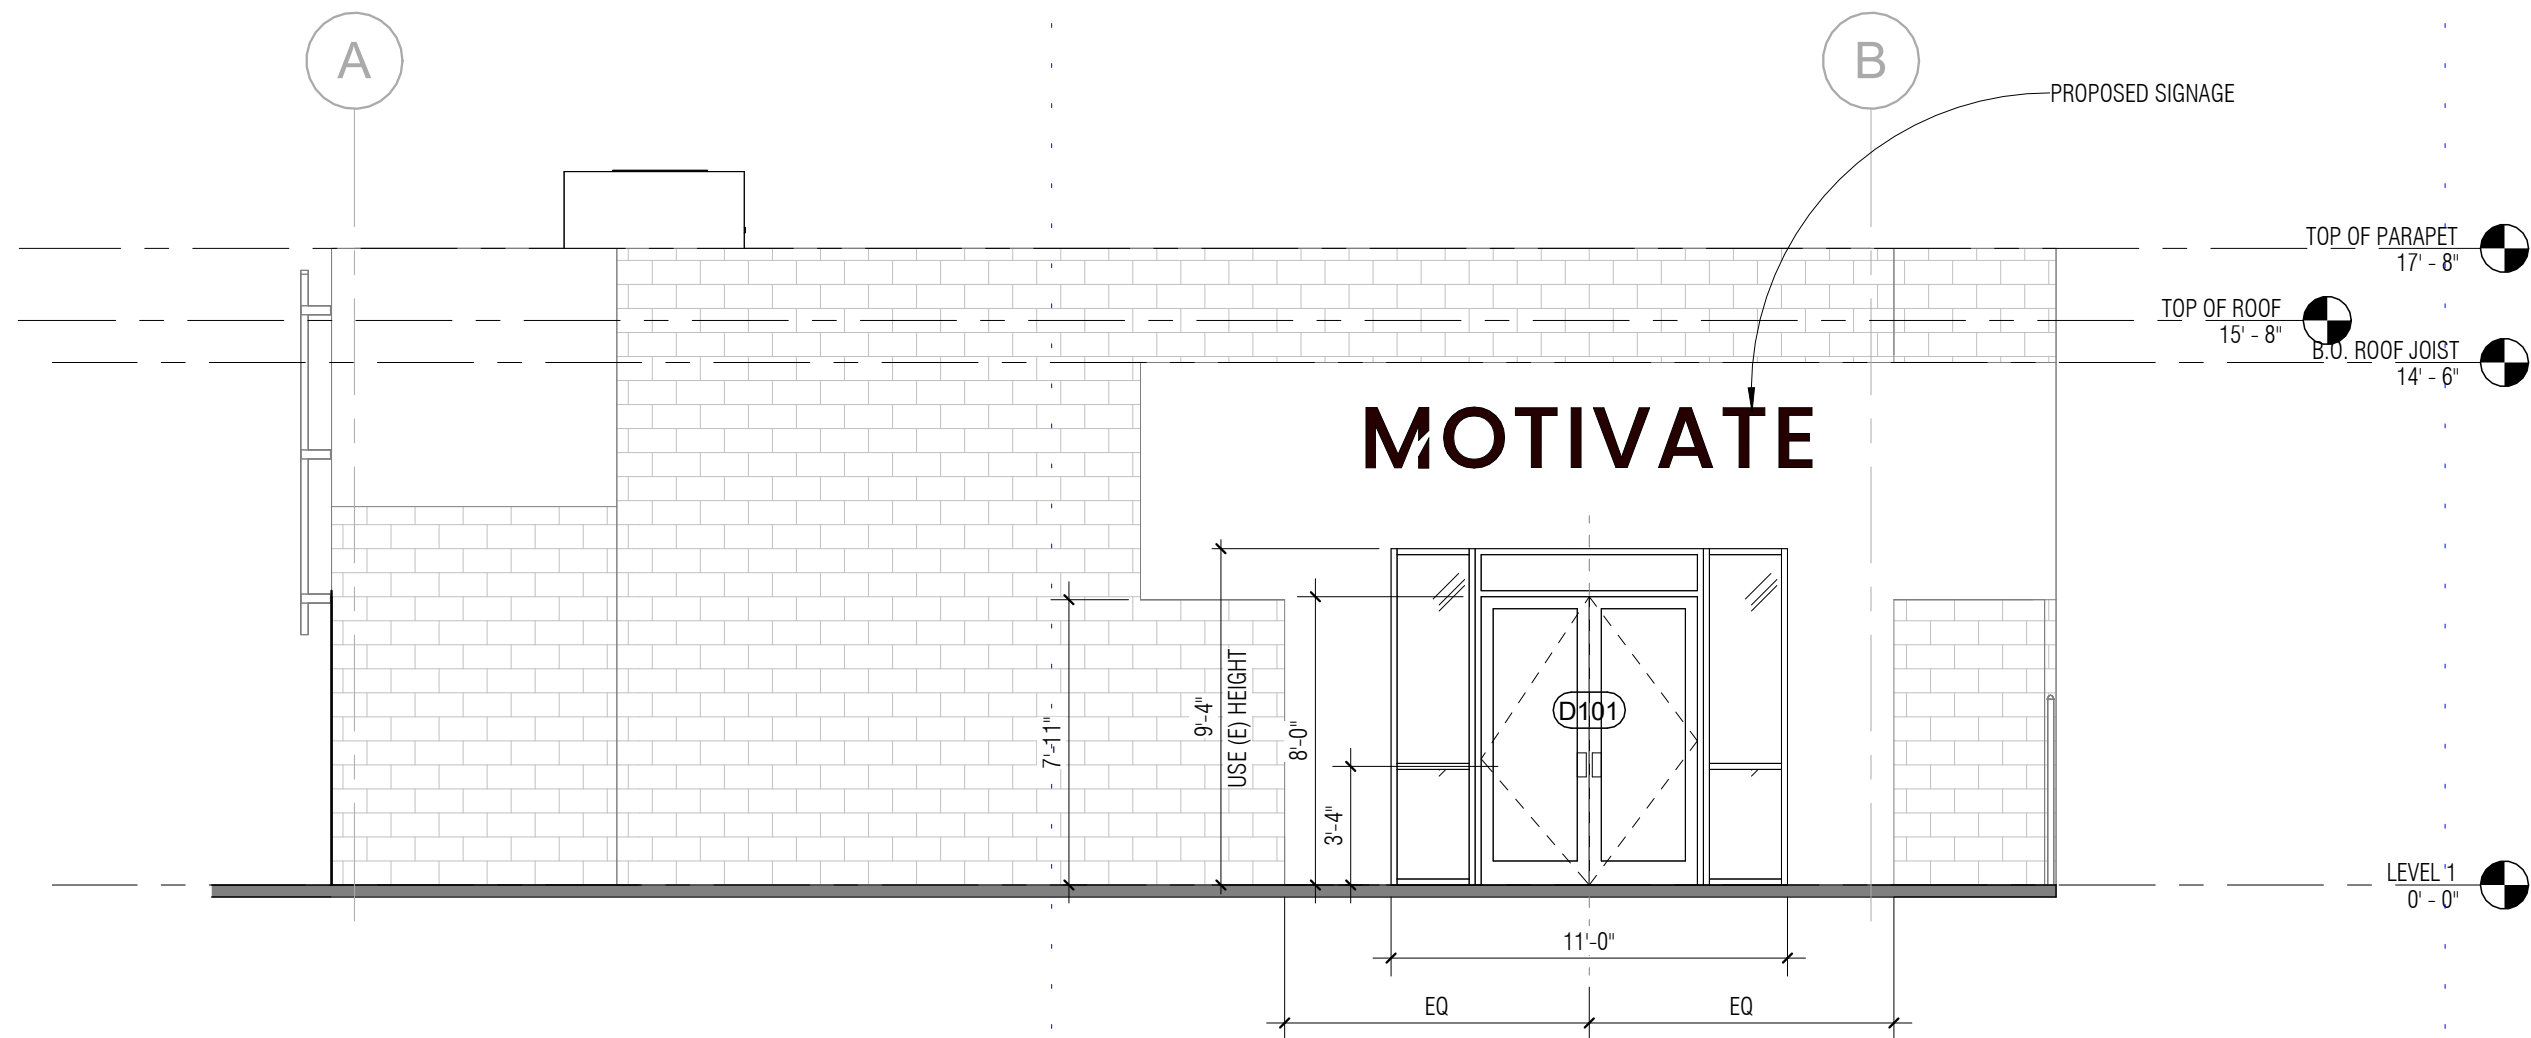 A
B
PROPOSED SIGNAGE
TOP OF PARAPET
17' - 8"
TOP OF ROOF
15' - 8"
B.O. ROOF JOIST
14' - 6"
MOTIVATE
7'-11"
9'-4"
USE (E) HEIGHT
8'-0"
3'-4"
D101
LEVEL 1
0' - 0"
11'-0"
EQ
EQ